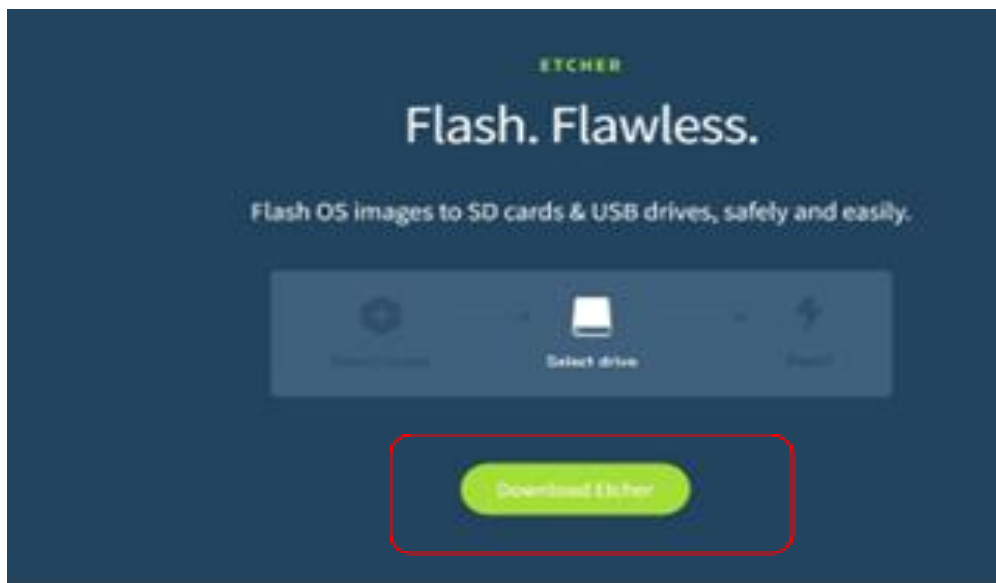 ETCHER
Flash. Flawless.
Flash OS images to SD cards & USB drives, safely and easily.
Select drive
Download Etcher